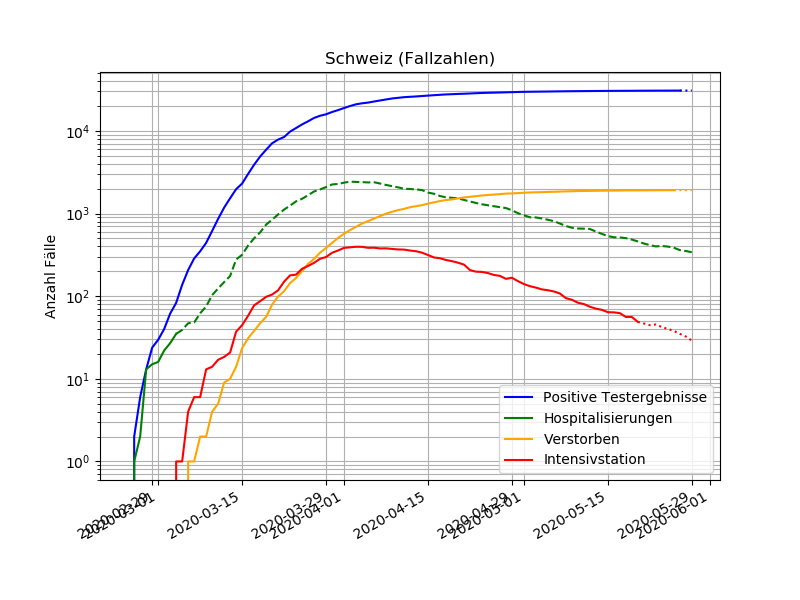 Schweiz (Fallzahlen)
Anzahl Fälle
10^4
10^3
10^2
10^1
10^0
Positive Testergebnisse
Hospitalisierungen
Verstorben
Intensivstation
2020-03-01
2020-03-15
2020-03-29
2020-04-01
2020-04-15
2020-04-29
2020-05-01
2020-05-15
2020-05-29
2020-06-01